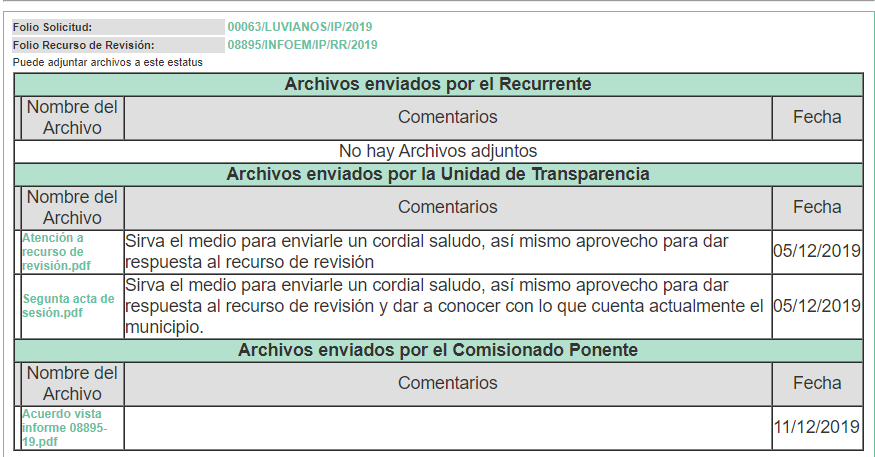 Folio Solicitud: 00063/LUVIANOS/IP/2019
Folio Recurso de Revisión: 08895/INFOEM/IP/RR/2019
Puede adjuntar archivos a este estatus
Archivos enviados por el Recurrente
Nombre del
Archivo
Comentarios
Fecha
No hay Archivos adjuntos
Archivos enviados por la Unidad de Transparencia
Nombre del
Archivo
Comentarios
Fecha
Atención a
recurso de
revisión.pdf
Sirva el medio para enviarle un cordial saludo, así mismo aprovecho para dar
respuesta al recurso de revisión
05/12/2019
Segunta acta de
sesión.pdf
Sirva el medio para enviarle un cordial saludo, así mismo aprovecho para dar
respuesta al recurso de revisión y dar a conocer con lo que cuenta actualmente el
municipio.
05/12/2019
Archivos enviados por el Comisionado Ponente
Nombre del
Archivo
Comentarios
Fecha
Acuerdo vista
informe 08895-
19.pdf
11/12/2019